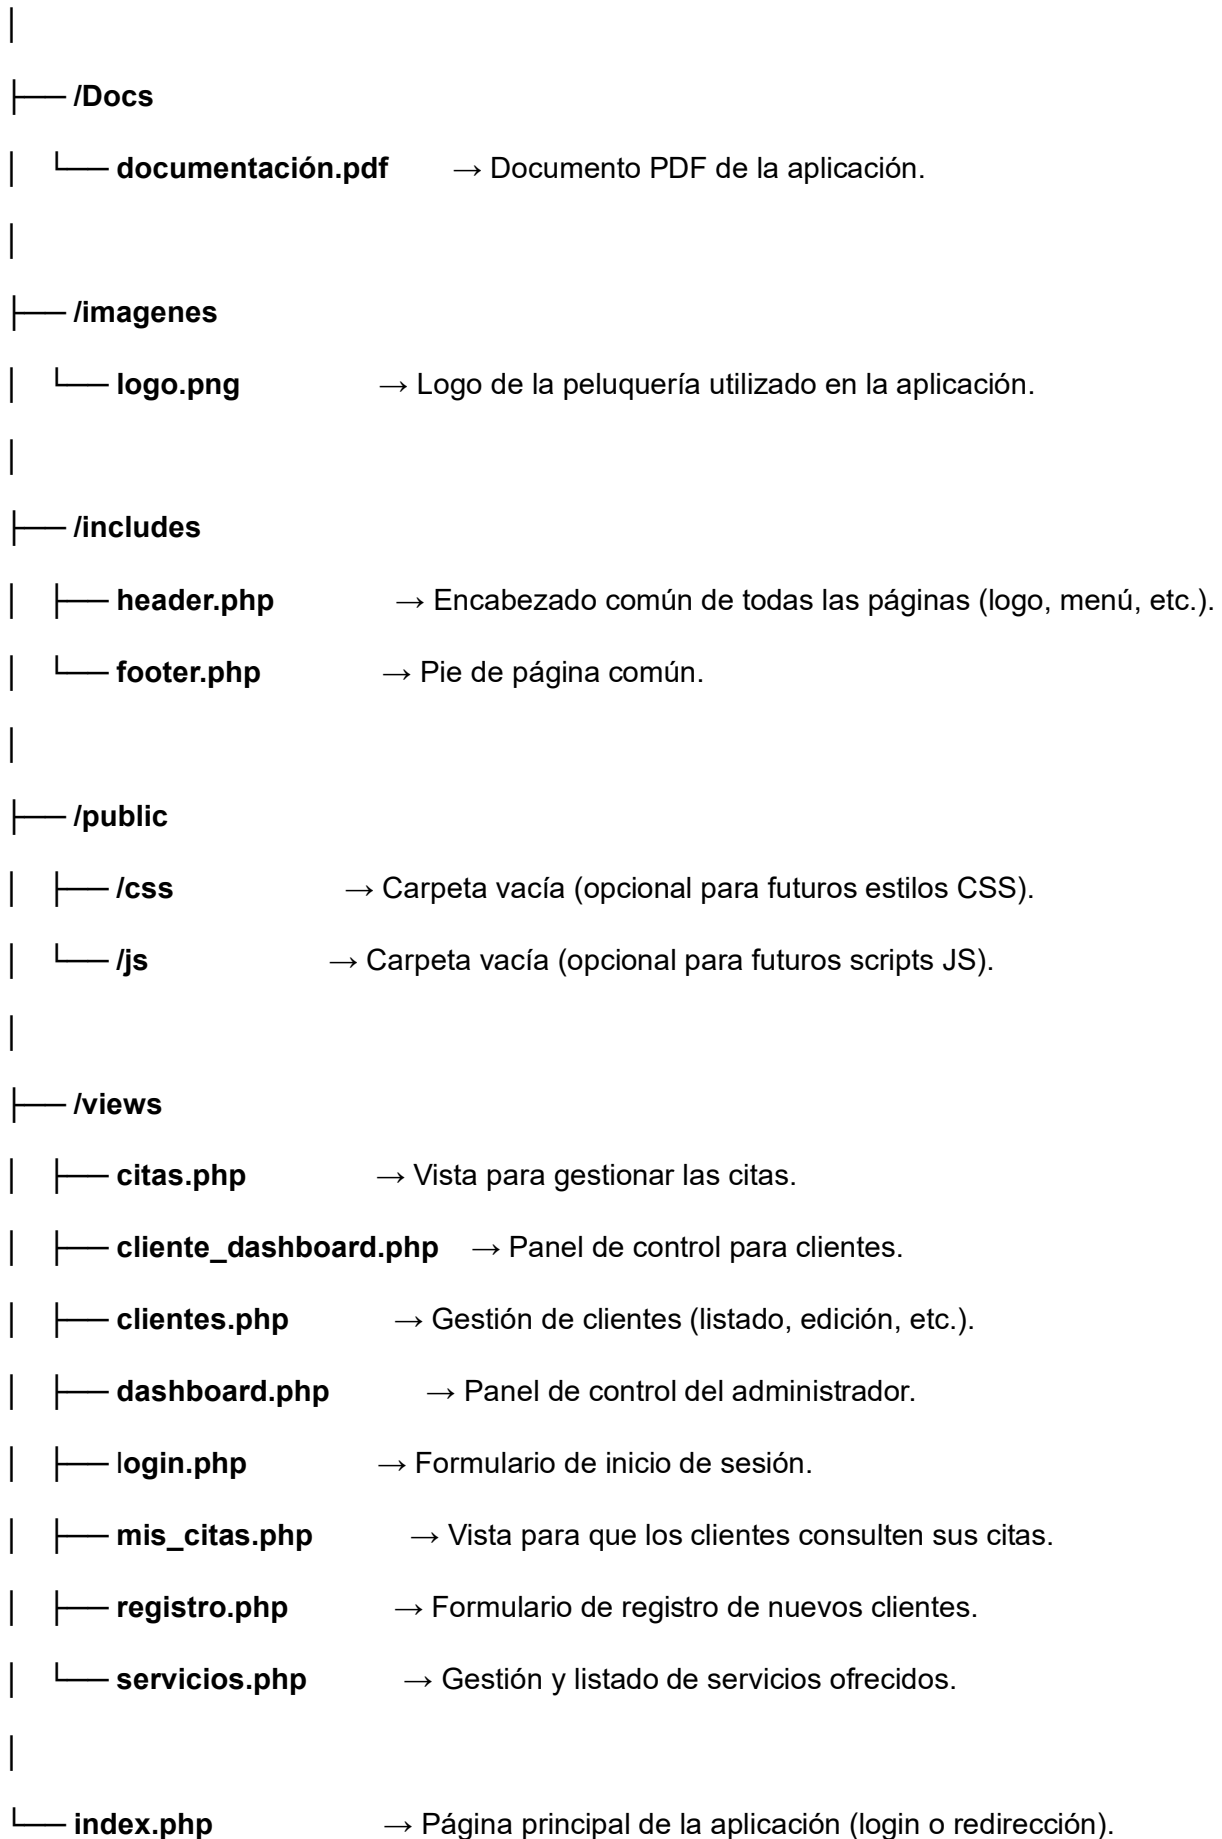 │
├── /Docs
│ └── documentación.pdf → Documento PDF de la aplicación.
│
├── /imagenes
│ └── logo.png → Logo de la peluquería utilizado en la aplicación.
│
├── /includes
│ ├── header.php → Encabezado común de todas las páginas (logo, menú, etc.).
│ └── footer.php → Pie de página común.
│
├── /public
│ ├── /css → Carpeta vacía (opcional para futuros estilos CSS).
│ └── /js → Carpeta vacía (opcional para futuros scripts JS).
│
├── /views
│ ├── citas.php → Vista para gestionar las citas.
│ ├── cliente_dashboard.php → Panel de control para clientes.
│ ├── clientes.php → Gestión de clientes (listado, edición, etc.).
│ ├── dashboard.php → Panel de control del administrador.
│ ├── login.php → Formulario de inicio de sesión.
│ ├── mis_citas.php → Vista para que los clientes consulten sus citas.
│ ├── registro.php → Formulario de registro de nuevos clientes.
│ └── servicios.php → Gestión y listado de servicios ofrecidos.
│
└── index.php → Página principal de la aplicación (login o redirección).